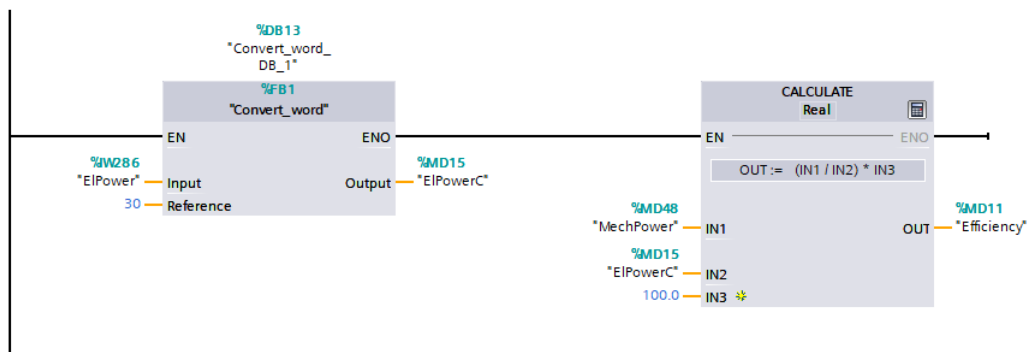 %DB13
"Convert_word_
DB_1"
%FB1
"Convert_word"
EN ENO
%IW286
"ElPower" Input
30 Reference
Output
%MD15
"ElPowerC"
CALCULATE
Real
EN ENO
OUT := (IN1 / IN2) * IN3
%MD48
"MechPower" IN1
%MD15
"ElPowerC" IN2
100.0 IN3
OUT
%MD11
"Efficiency"